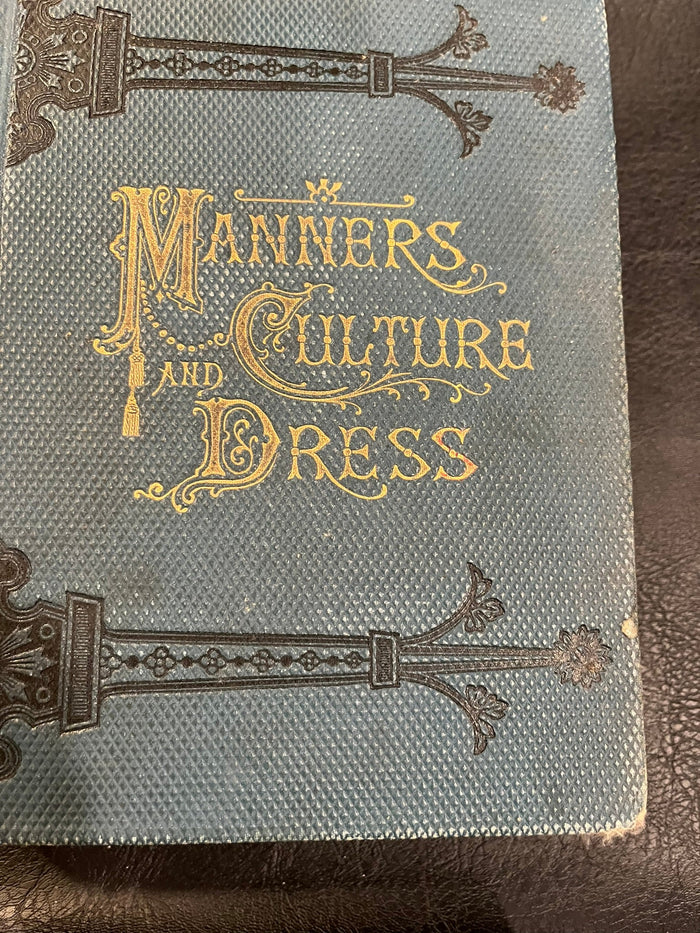 MANNERS,
CULTURE
AND
DRESS